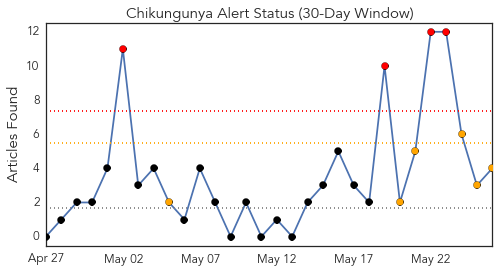 Chikungunya Alert Status (30-Day Window)
Articles Found
12
10
8
6
4
2
0
Apr 27
May 02
May 07
May 12
May 17
May 22